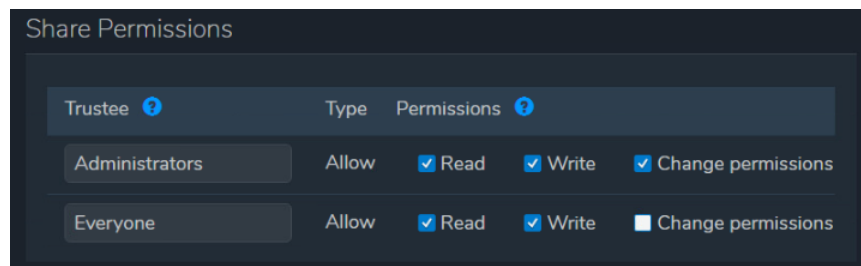 Share Permissions
Trustee ? Type Permissions ?
Administrators Allow Read Write Change permissions
Everyone Allow Read Write Change permissions